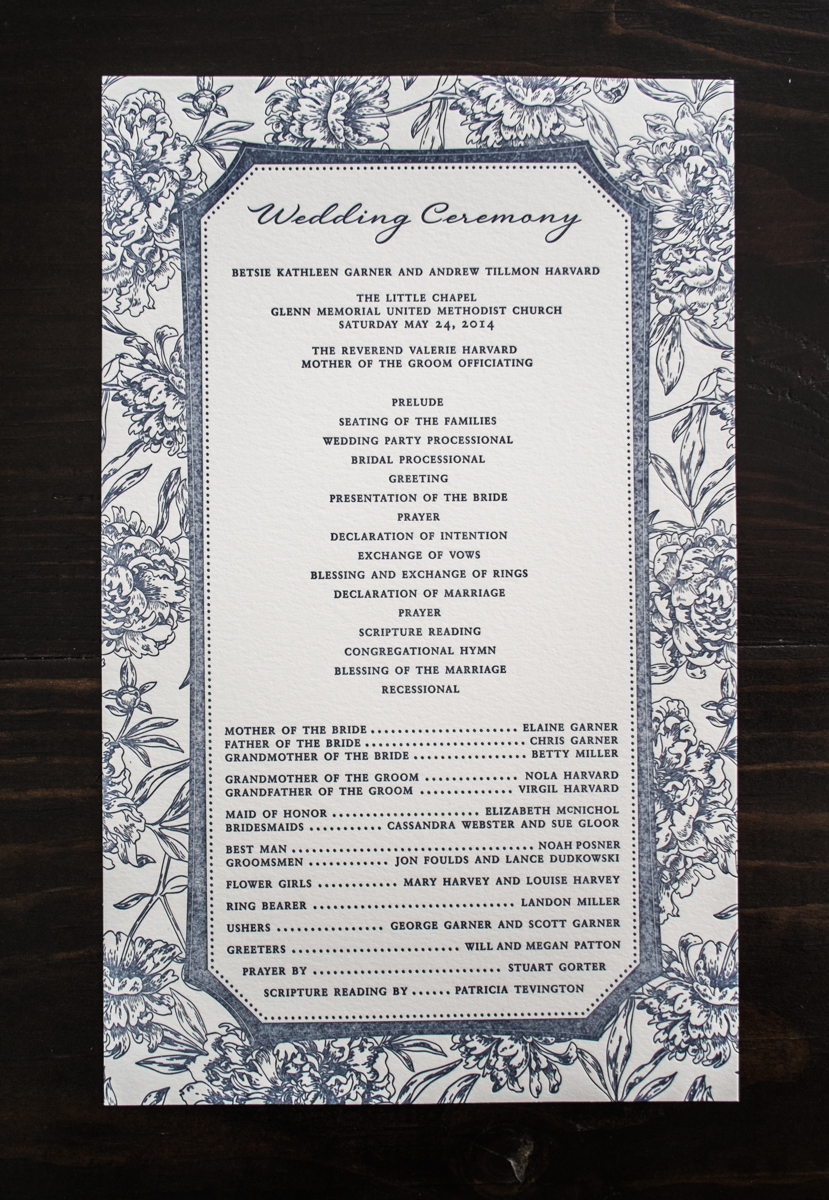 Wedding Ceremony
BETSIE KATHLEEN GARNER AND ANDREW TILLMON HARVARD
THE LITTLE CHAPEL
GLENN MEMORIAL UNITED METHODIST CHURCH
SATURDAY MAY 24, 2014
THE REVEREND VALERIE HARVARD
MOTHER OF THE GROOM OFFICIATING
PRELUDE
SEATING OF THE FAMILIES
WEDDING PARTY PROCESSIONAL
BRIDAL PROCESSIONAL
GREETING
PRESENTATION OF THE BRIDE
PRAYER
DECLARATION OF INTENTION
EXCHANGE OF VOWS
BLESSING AND EXCHANGE OF RINGS
DECLARATION OF MARRIAGE
PRAYER
SCRIPTURE READING
CONGREGATIONAL HYMN
BLESSING OF THE MARRIAGE
RECESSIONAL
MOTHER OF THE BRIDE ...................... ELAINE GARNER
FATHER OF THE BRIDE ........................ CHRIS GARNER
GRANDMOTHER OF THE BRIDE ................. BETTY MILLER
GRANDMOTHER OF THE GROOM .............. NOLA HARVARD
GRANDFATHER OF THE GROOM .............. VIRGIL HARVARD
MAID OF HONOR ...................... ELIZABETH McNICHOL
BRIDESMAIDS ........... CASSANDRA WEBSTER AND SUE GLOOR
BEST MAN .................................... NOAH POSNER
GROOMSMEN ............ JON FOULDS AND LANCE DUDKOWSKI
FLOWER GIRLS ............ MARY HARVEY AND LOUISE HARVEY
RING BEARER .............................. LANDON MILLER
USHERS ................ GEORGE GARNER AND SCOTT GARNER
GREETERS ......................... WILL AND MEGAN PATTON
PRAYER BY ............................ STUART GORTER
SCRIPTURE READING BY ...... PATRICIA TEVINGTON